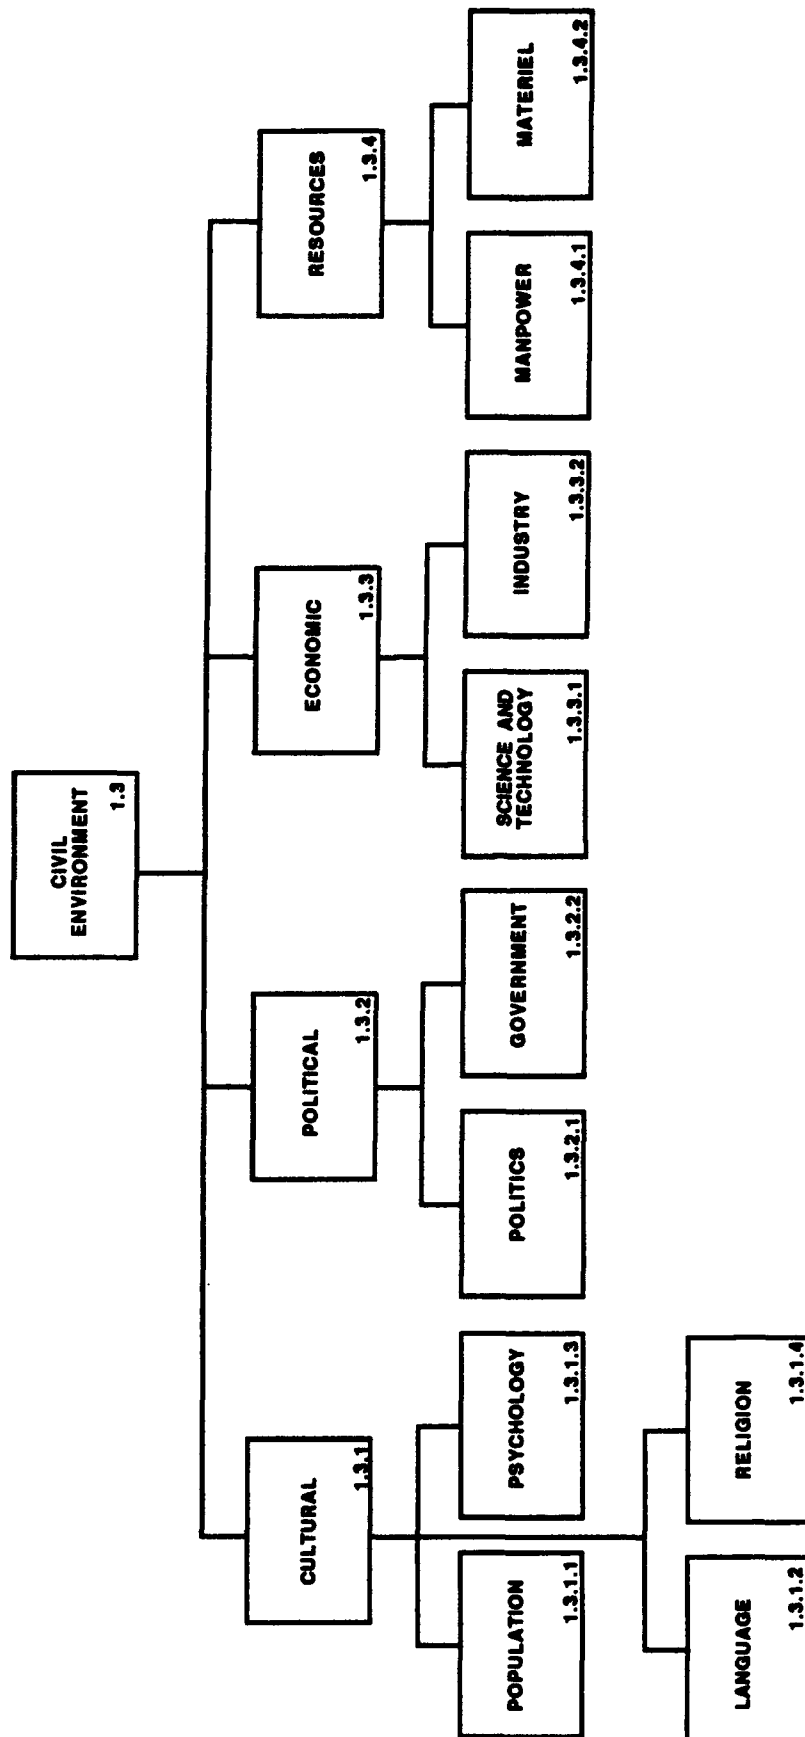 CIVIL
ENVIRONMENT
1.3
CULTURAL
1.3.1
POLITICAL
1.3.2
ECONOMIC
1.3.3
RESOURCES
1.3.4
POPULATION
1.3.1.1
PSYCHOLOGY
1.3.1.3
POLITICS
1.3.2.1
GOVERNMENT
1.3.2.2
SCIENCE AND
TECHNOLOGY
1.3.3.1
INDUSTRY
1.3.3.2
MANPOWER
1.3.4.1
MATERIEL
1.3.4.2
LANGUAGE
1.3.1.2
RELIGION
1.3.1.4